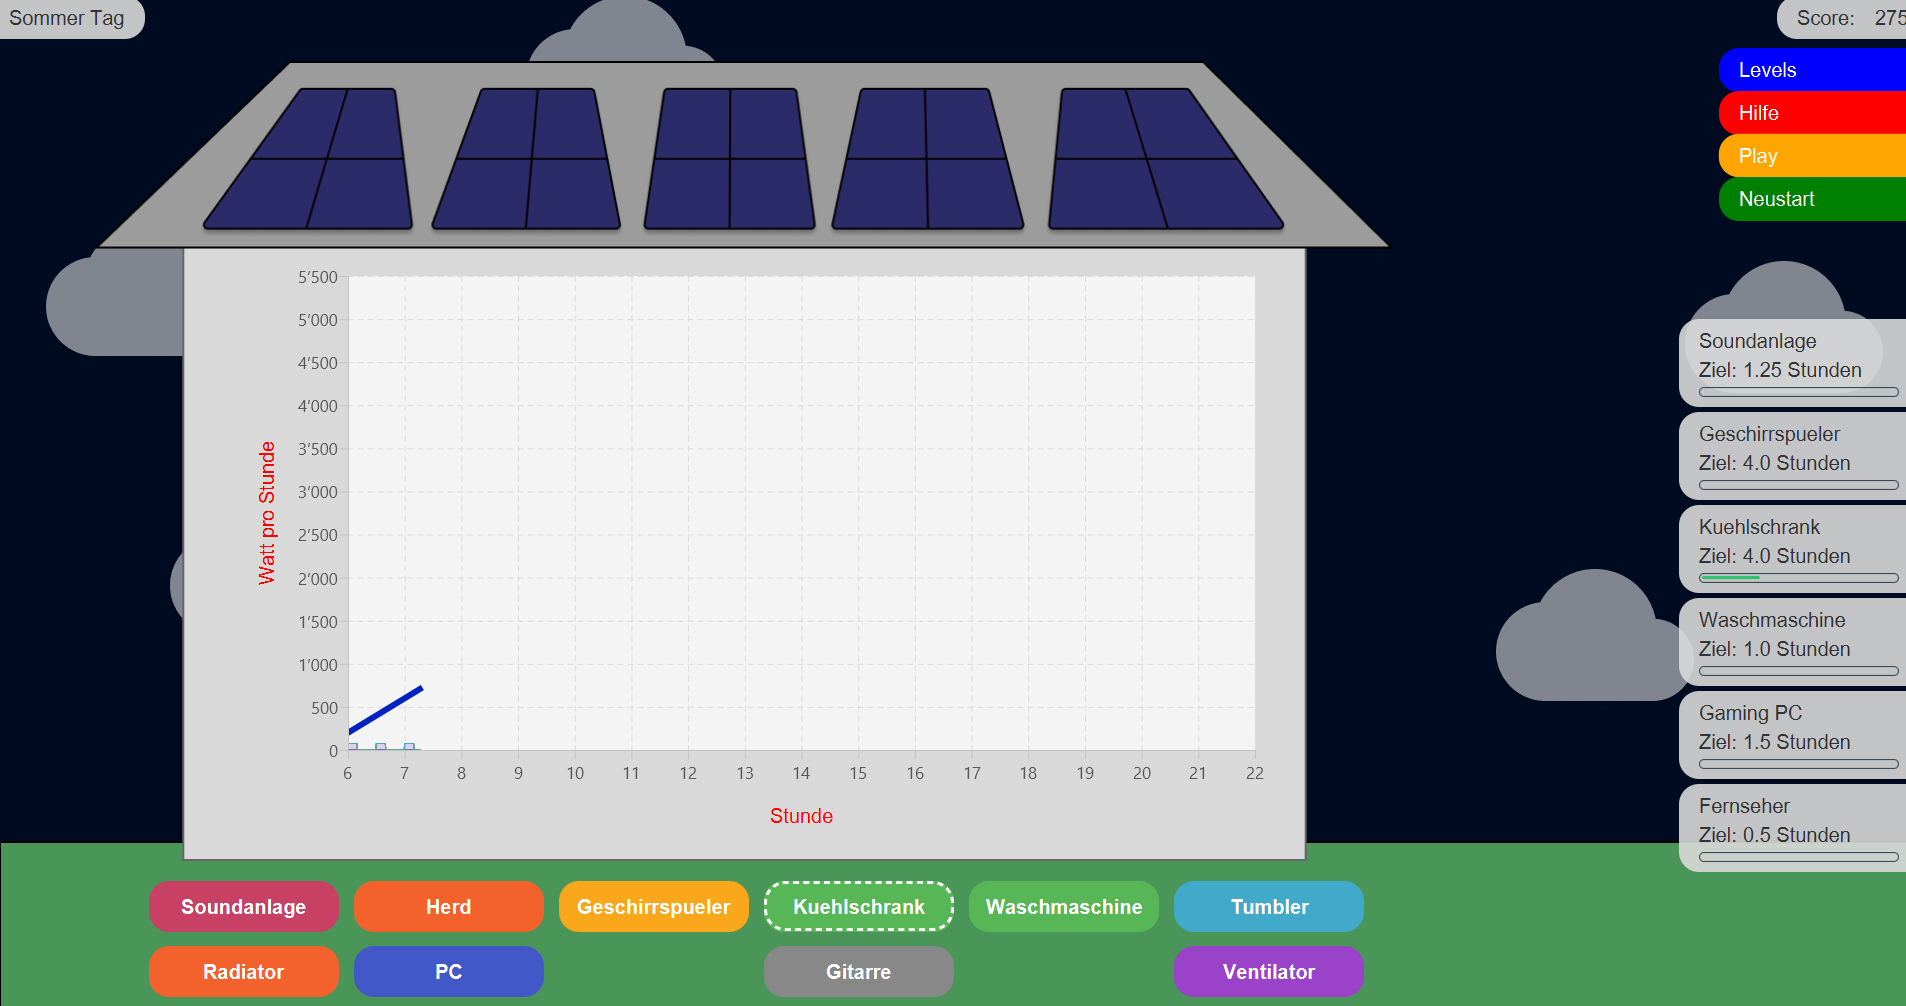 Sommer Tag
Score: 275
Levels
Hilfe
Play
Neustart
5'500
5'000
4'500
4'000
3'500
3'000
2'500
2'000
1'500
1'000
500
0
Watt pro Stunde
6 7 8 9 10 11 12 13 14 15 16 17 18 19 20 21 22
Stunde
Soundanlage
Ziel: 1.25 Stunden
Geschirrspueler
Ziel: 4.0 Stunden
Kuehlschrank
Ziel: 4.0 Stunden
Waschmaschine
Ziel: 1.0 Stunden
Gaming PC
Ziel: 1.5 Stunden
Fernseher
Ziel: 0.5 Stunden
Soundanlage Herd Geschirrspueler Kuehlschrank Waschmaschine Tumbler
Radiator PC Gitarre Ventilator